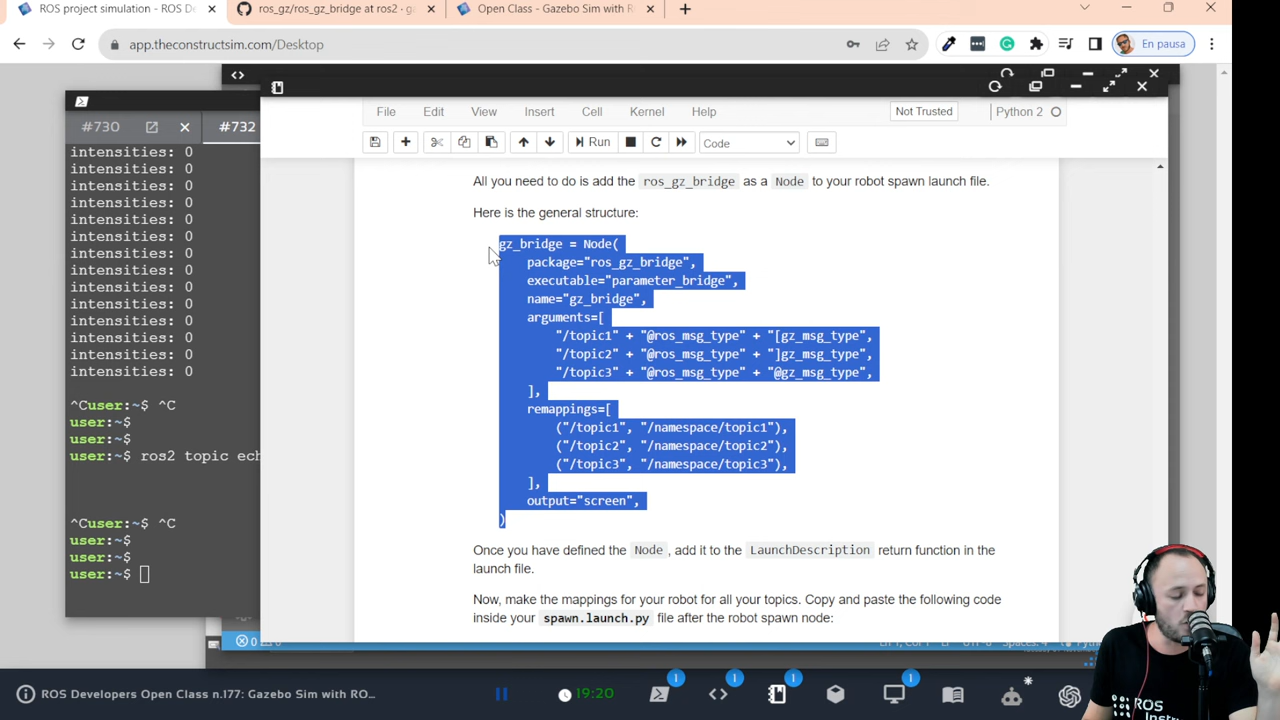 ROS project simulation - ROS De
ros_gz/ros_gz_bridge at ros2 · g
Open Class - Gazebo Sim with R
app.theconstructsim.com/Desktop
En pausa
#730
#732
intensities: 0
intensities: 0
intensities: 0
intensities: 0
intensities: 0
intensities: 0
intensities: 0
intensities: 0
intensities: 0
intensities: 0
intensities: 0
intensities: 0
intensities: 0
intensities: 0
^Cuser:~$ ^C
user:~$
user:~$
user:~$ ros2 topic ech
^Cuser:~$ ^C
user:~$
user:~$
user:~$
File Edit View Insert Cell Kernel Help
Not Trusted
Python 2
Run
Code
All you need to do is add the ros_gz_bridge as a Node to your robot spawn launch file.
Here is the general structure:
gz_bridge = Node(
package="ros_gz_bridge",
executable="parameter_bridge",
name="gz_bridge",
arguments=[
"/topic1" + "@ros_msg_type" + "[gz_msg_type",
"/topic2" + "@ros_msg_type" + "]gz_msg_type",
"/topic3" + "@ros_msg_type" + "@gz_msg_type",
],
remappings=[
("/topic1", "/namespace/topic1"),
("/topic2", "/namespace/topic2"),
("/topic3", "/namespace/topic3"),
],
output="screen",
)
Once you have defined the Node , add it to the LaunchDescription return function in the
launch file.
Now, make the mappings for your robot for all your topics. Copy and paste the following code
inside your spawn.launch.py file after the robot spawn node:
ROS Developers Open Class n.177: Gazebo Sim with RO...
19:20
1
1
1
1
ROS